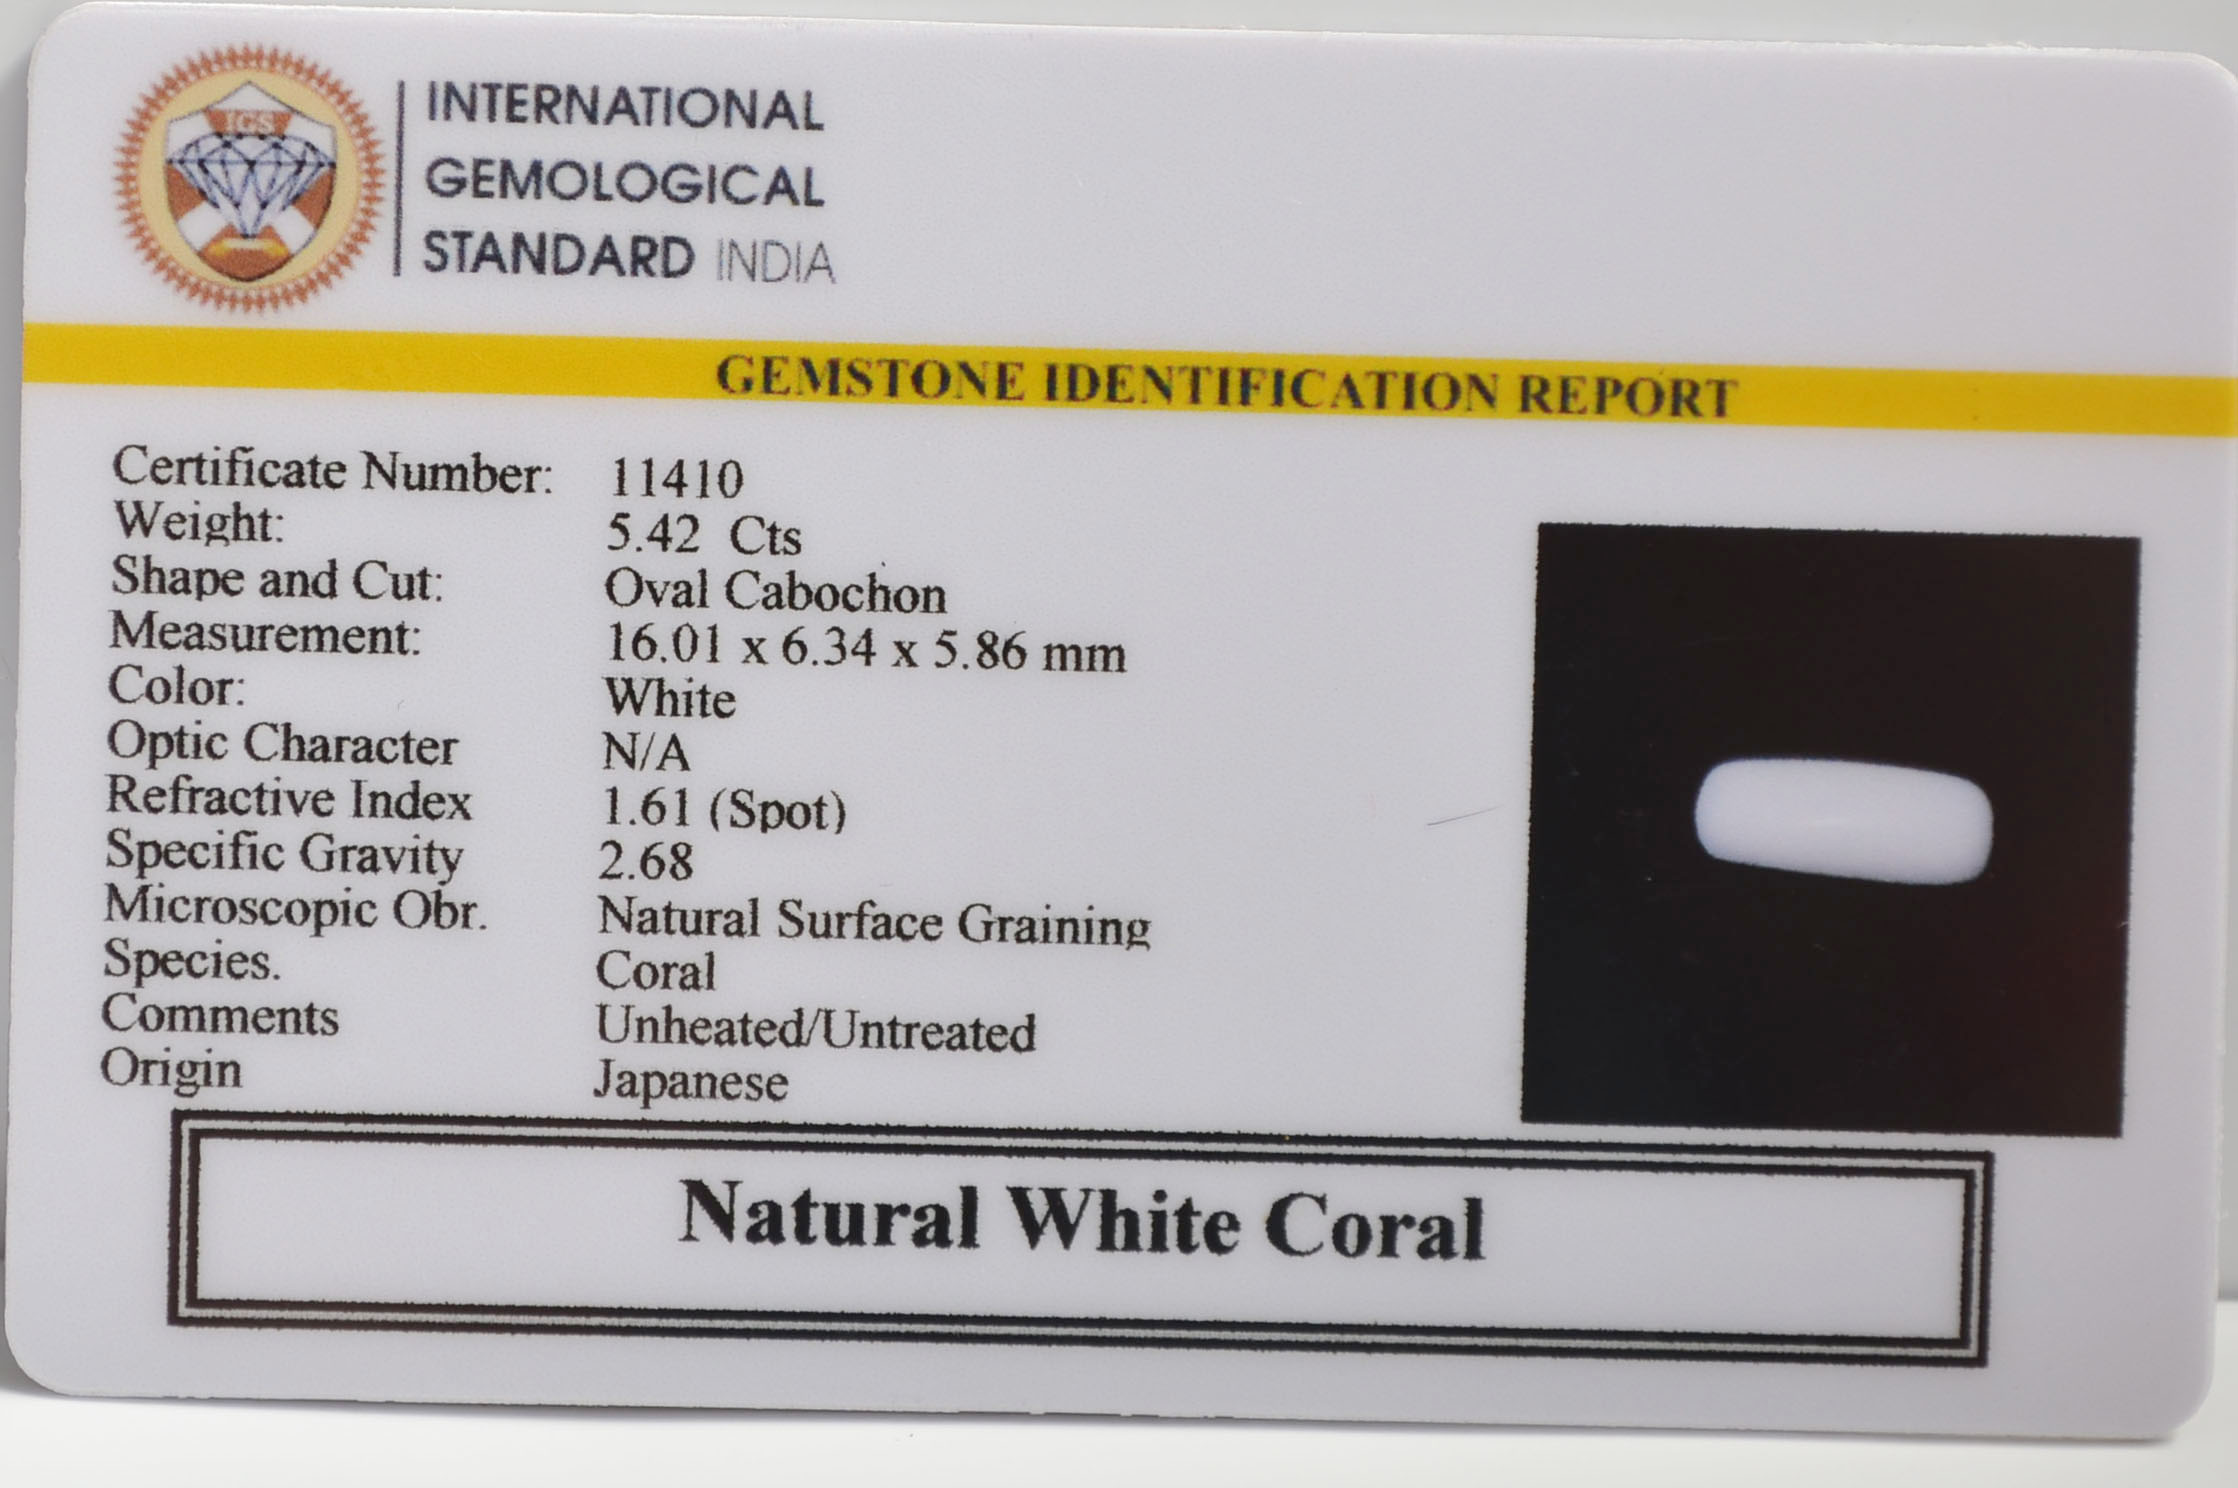 IGS
INTERNATIONAL
GEMOLOGICAL
STANDARD INDIA
GEMSTONE IDENTIFICATION REPORT
Certificate Number: 11410
Weight: 5.42 Cts
Shape and Cut: Oval Cabochon
Measurement: 16.01 x 6.34 x 5.86 mm
Color: White
Optic Character N/A
Refractive Index 1.61 (Spot)
Specific Gravity 2.68
Microscopic Obr. Natural Surface Graining
Species. Coral
Comments Unheated/Untreated
Origin Japanese
Natural White Coral